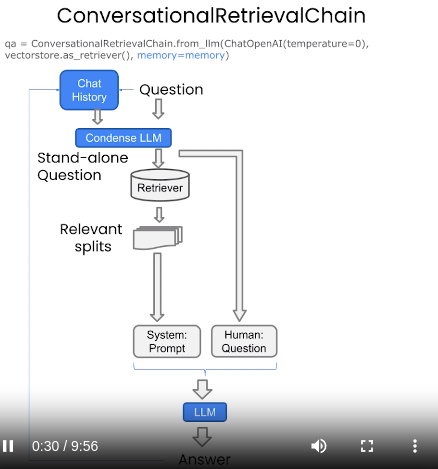 ConversationalRetrievalChain
qa = ConversationalRetrievalChain.from_llm(ChatOpenAI(temperature=0),
vectorstore.as_retriever(), memory=memory)
Chat
History
Question
Condense LLM
Stand-alone
Question
Retriever
Relevant
splits
System:
Prompt
Human:
Question
LLM
0:30 / 9:56
Answer